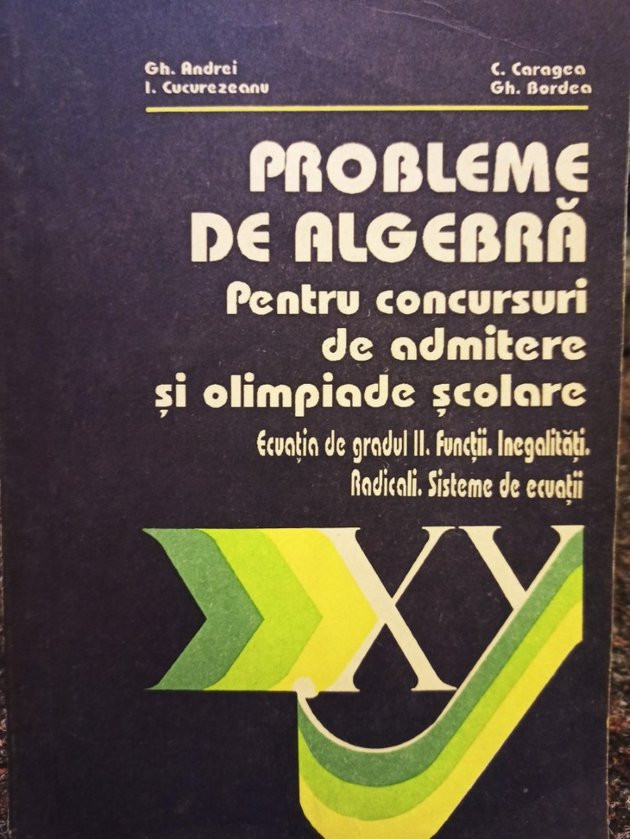 Gh. Andrei
I. Cucurezeanu
C. Caragea
Gh. Bordea
PROBLEME
DE ALGEBRĂ
Pentru concursuri
de admitere
și olimpiade școlare
Ecuația de gradul II. Funcții. Inegalități.
Radicali. Sisteme de ecuații
XY